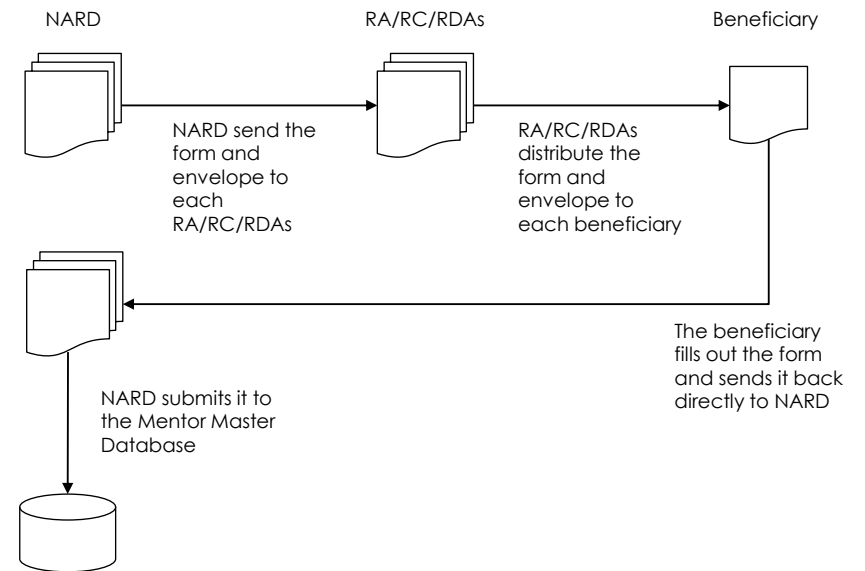 NARD
RA/RC/RDAs
Beneficiary
NARD send the
form and
envelope to
each
RA/RC/RDAs
RA/RC/RDAs
distribute the
form and
envelope to
each beneficiary
The beneficiary
fills out the form
and sends it back
directly to NARD
NARD submits it to
the Mentor Master
Database